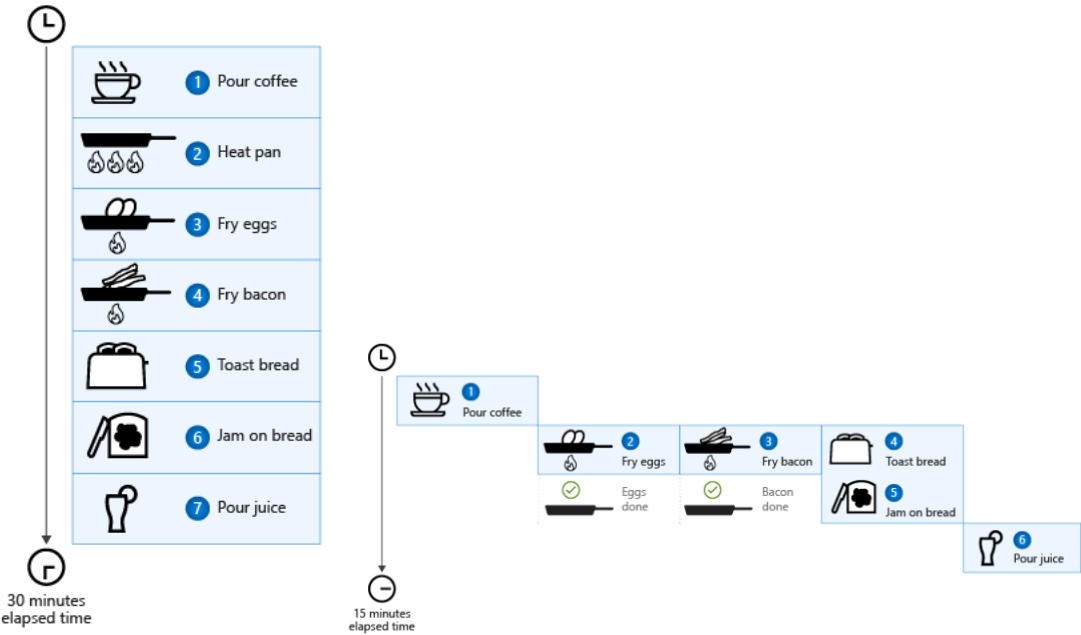 1 Pour coffee
2 Heat pan
3 Fry eggs
4 Fry bacon
5 Toast bread
6 Jam on bread
7 Pour juice
30 minutes
elapsed time
1
Pour coffee
2
Fry eggs
3
Fry bacon
4
Toast bread
Eggs
done
Bacon
done
5
Jam on bread
6
Pour juice
15 minutes
elapsed time